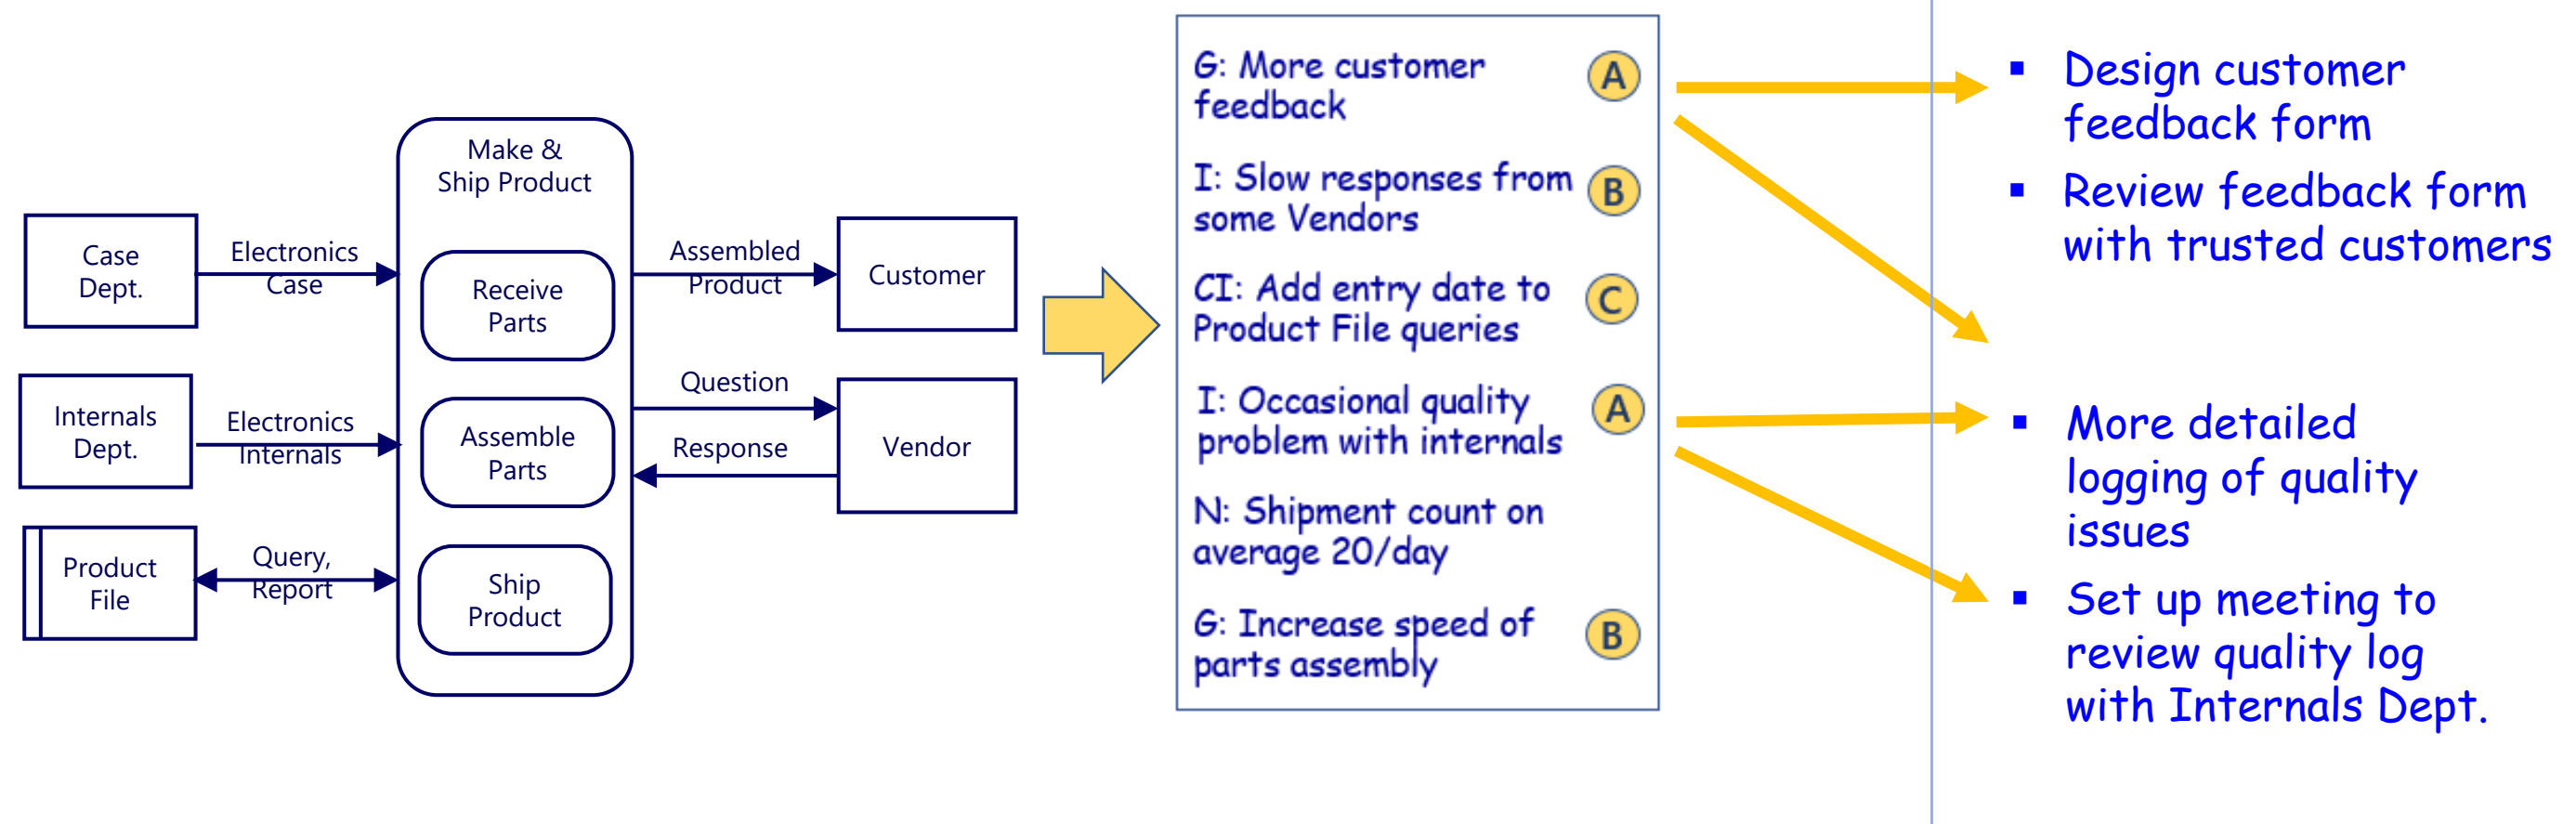 Make &
Ship Product
Case
Dept.
Electronics
Case
Receive
Parts
Assembled
Product
Customer
Internals
Dept.
Electronics
Internals
Assemble
Parts
Question
Response
Vendor
Product
File
Query,
Report
Ship
Product
G: More customer
feedback
A
I: Slow responses from
some Vendors
B
CI: Add entry date to
Product File queries
C
I: Occasional quality
problem with internals
A
N: Shipment count on
average 20/day
G: Increase speed of
parts assembly
B
▪ Design customer
feedback form
▪ Review feedback form
with trusted customers
▪ More detailed
logging of quality
issues
▪ Set up meeting to
review quality log
with Internals Dept.